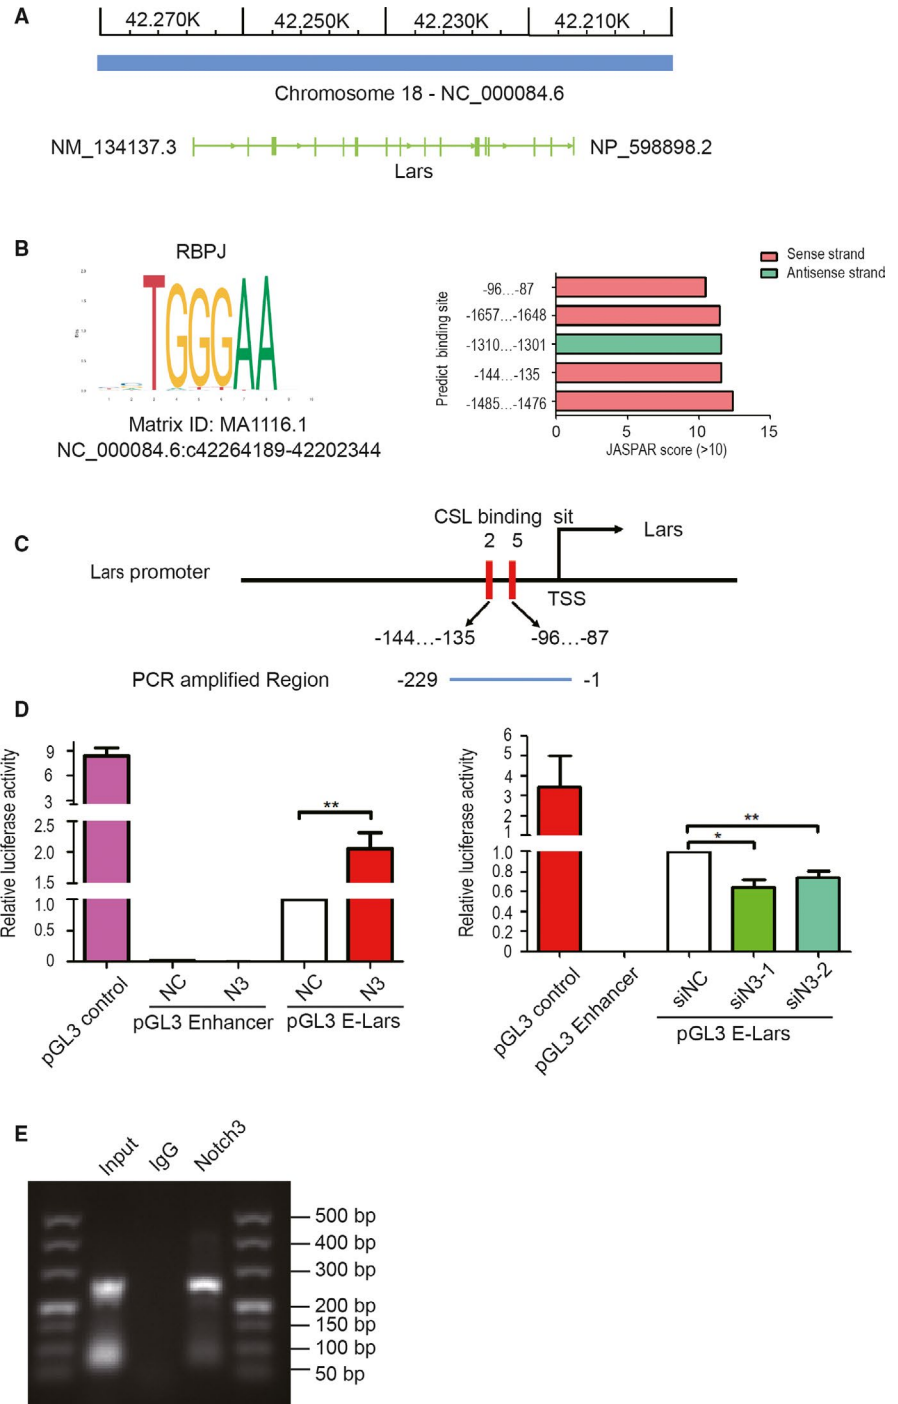 A
42.270K 42.250K 42.230K 42.210K
Chromosome 18 - NC_000084.6
NM_134137.3 NP_598898.2
Lars
B
RBPJ
TGGGAA
Matrix ID: MA1116.1
NC_000084.6:c42264189-42202344
Sense strand
Antisense strand
Predict binding site
-96...-87
-1657...-1648
-1310...-1301
-144...-135
-1485...-1476
0 5 10 15
JASPAR score (>10)
C
CSL binding sit
2 5
Lars
Lars promoter
TSS
-144...-135 -96...-87
PCR amplified Region -229 -1
D
Relative luciferase activity
9
6
3
2.5
2.0
1.5
1.0
0.5
0
**
pGL3 control
NC N3 NC N3
pGL3 Enhancer pGL3 E-Lars
Relative luciferase activity
6
5
4
3
2
1
1.0
0.8
0.6
0.4
0.2
0
**
*
pGL3 control
pGL3 Enhancer
siNC siN3-1 siN3-2
pGL3 E-Lars
E
Input IgG Notch3
500 bp
400 bp
300 bp
200 bp
150 bp
100 bp
50 bp